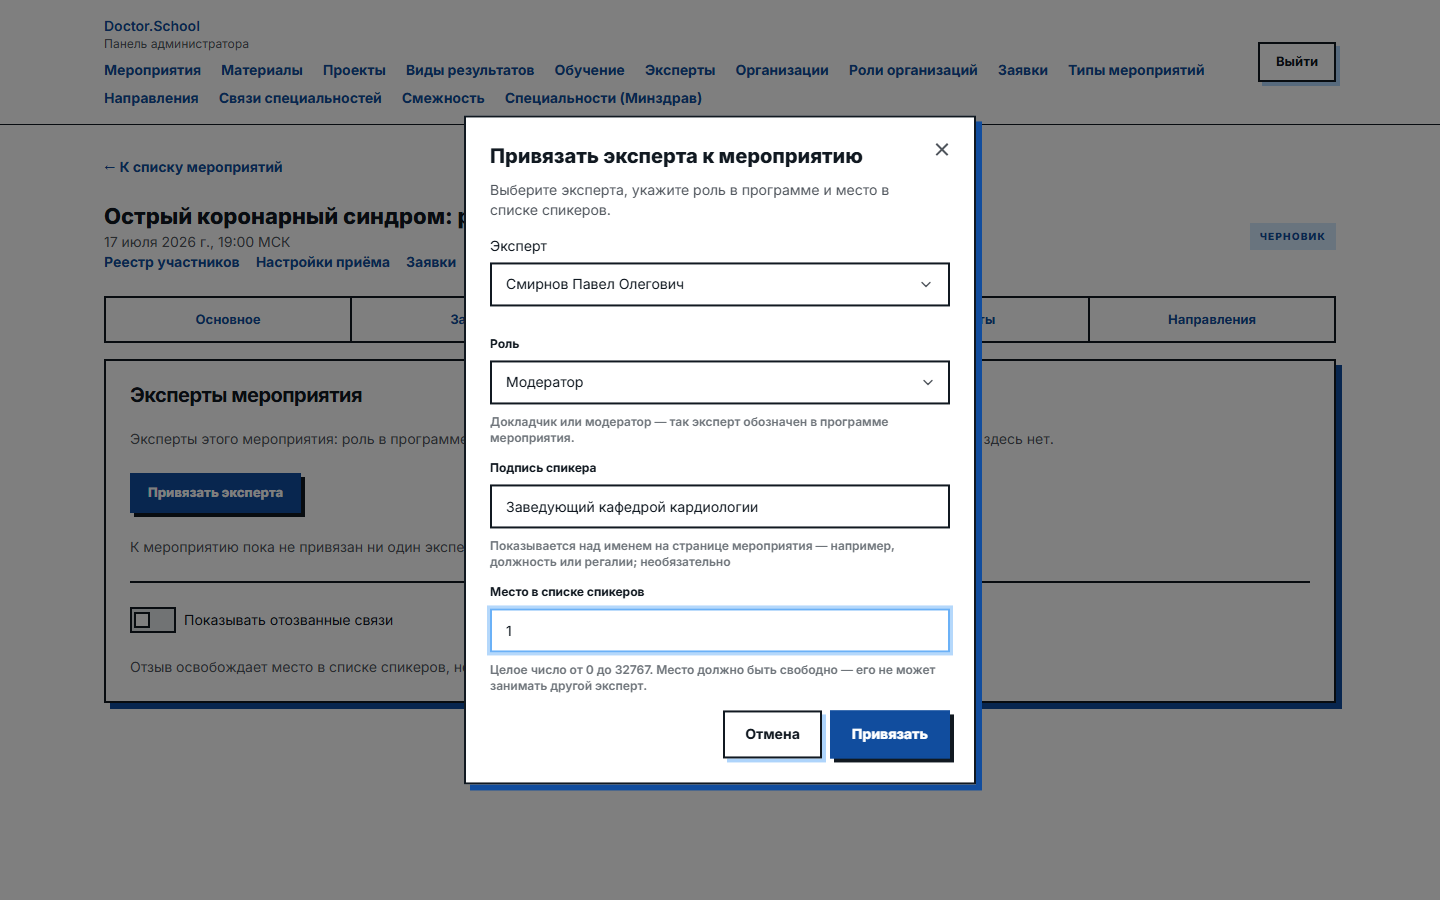 Doctor.School
Панель администратора
Мероприятия Материалы Проекты Виды результатов Обучение Эксперты Организации Роли организаций Заявки Типы мероприятий
Направления Связи специальностей Смежность Специальности (Минздрав)
Выйти
← К списку мероприятий
Острый коронарный синдром:
17 июля 2026 г., 19:00 МСК
ЧЕРНОВИК
Реестр участников Настройки приёма Заявки
Основное
Направления
Эксперты мероприятия
Эксперты этого мероприятия: роль в программе
здесь нет.
Привязать эксперта
К мероприятию пока не привязан ни один
Показывать отозванные связи
Отзыв освобождает место в списке спикеров,
Привязать эксперта к мероприятию
Выберите эксперта, укажите роль в программе и место в
списке спикеров.
Эксперт
Смирнов Павел Олегович
Роль
Модератор
Докладчик или модератор — так эксперт обозначен в программе
мероприятия.
Подпись спикера
Заведующий кафедрой кардиологии
Показывается над именем на странице мероприятия — например,
должность или регалии; необязательно
Место в списке спикеров
1
Целое число от 0 до 32767. Место должно быть свободно — его не может
занимать другой эксперт.
Отмена
Привязать